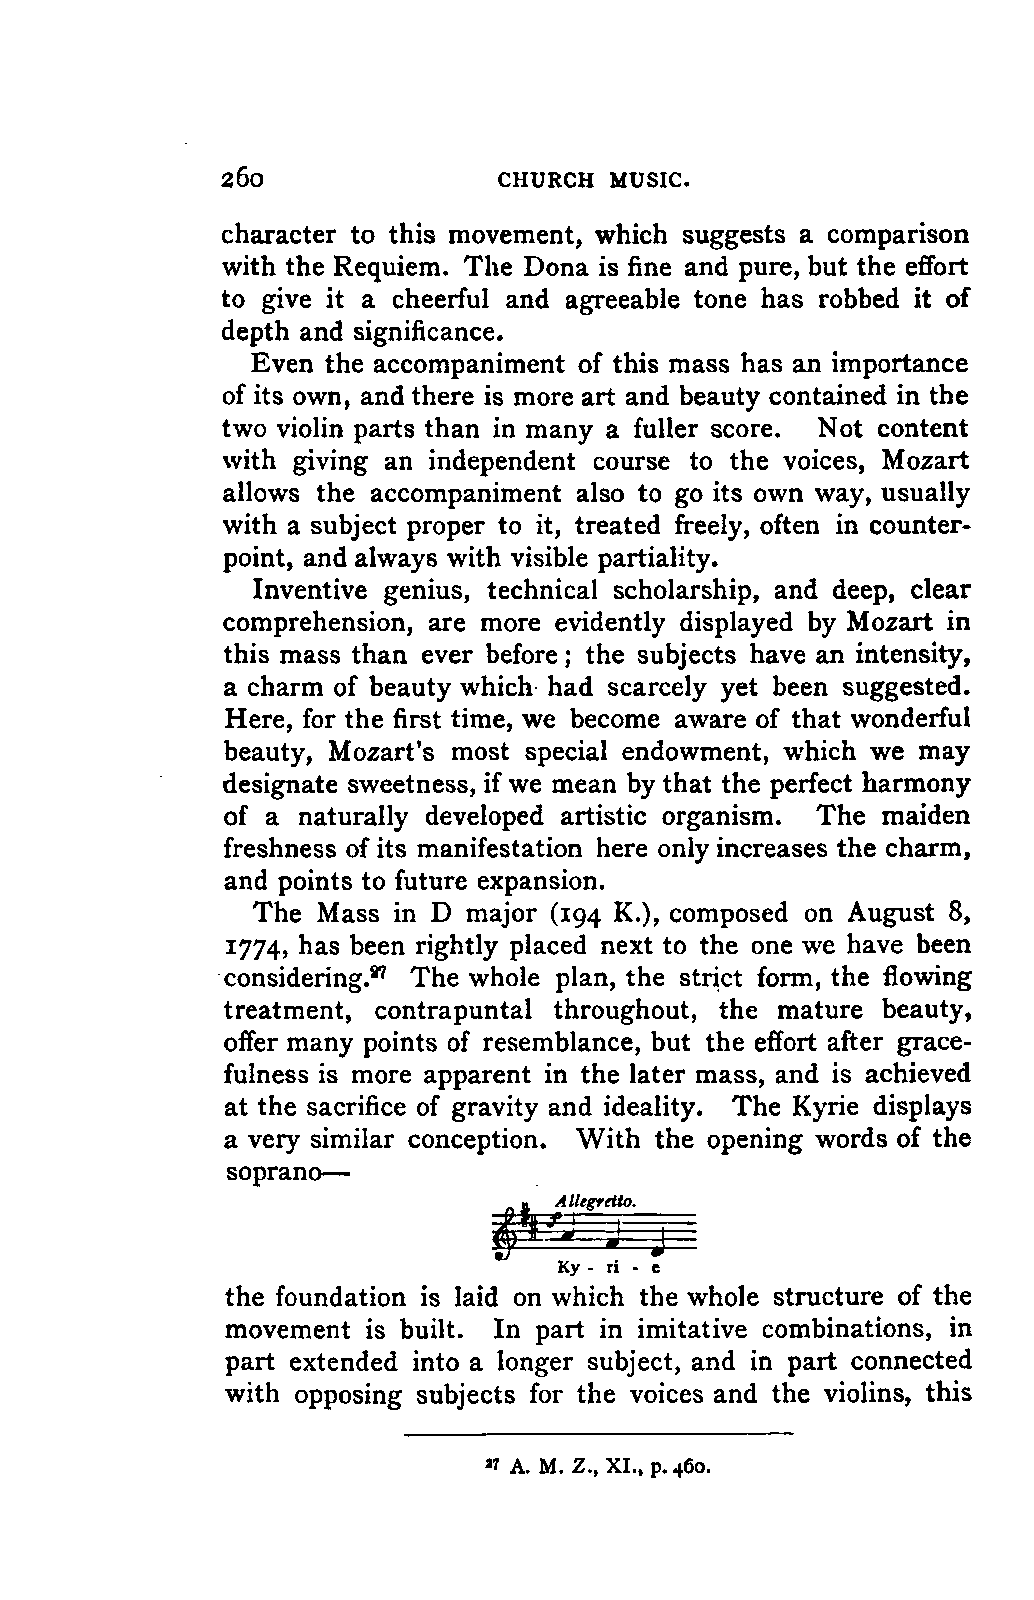 260 CHURCH MUSIC.
character to this movement, which suggests a comparison
with the Requiem. The Dona is fine and pure, but the effort
to give it a cheerful and agreeable tone has robbed it of
depth and significance.
Even the accompaniment of this mass has an importance
of its own, and there is more art and beauty contained in the
two violin parts than in many a fuller score. Not content
with giving an independent course to the voices, Mozart
allows the accompaniment also to go its own way, usually
with a subject proper to it, treated freely, often in counter-
point, and always with visible partiality.
Inventive genius, technical scholarship, and deep, clear
comprehension, are more evidently displayed by Mozart in
this mass than ever before; the subjects have an intensity,
a charm of beauty which had scarcely yet been suggested.
Here, for the first time, we become aware of that wonderful
beauty, Mozart's most special endowment, which we may
designate sweetness, if we mean by that the perfect harmony
of a naturally developed artistic organism. The maiden
freshness of its manifestation here only increases the charm,
and points to future expansion.
The Mass in D major (194 K.), composed on August 8,
1774, has been rightly placed next to the one we have been
considering.²⁷ The whole plan, the strict form, the flowing
treatment, contrapuntal throughout, the mature beauty,
offer many points of resemblance, but the effort after grace-
fulness is more apparent in the later mass, and is achieved
at the sacrifice of gravity and ideality. The Kyrie displays
a very similar conception. With the opening words of the
soprano—
Allegretto.
Ky - ri - e
the foundation is laid on which the whole structure of the
movement is built. In part in imitative combinations, in
part extended into a longer subject, and in part connected
with opposing subjects for the voices and the violins, this
²⁷ A. M. Z., XI., p. 460.